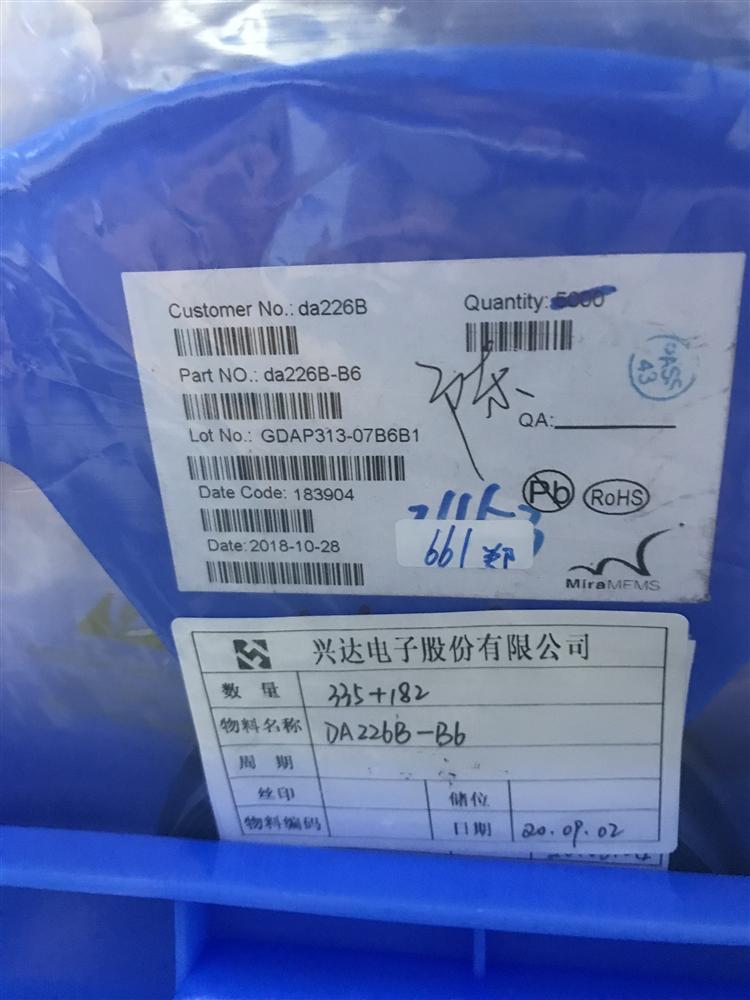 Customer No.: da226B
Quantity: 5000
Part NO.: da226B-B6
PASS 43
QA:
Lot No.: GDAP313-07B6B1
Date Code: 183904
Pb
RoHS
Date: 2018-10-28
661
MiraMEMS
兴达电子股份有限公司
数 量 335+182
物料名称 DA226B-B6
周 期
丝印 储位
物料编码 日期 20.09.02